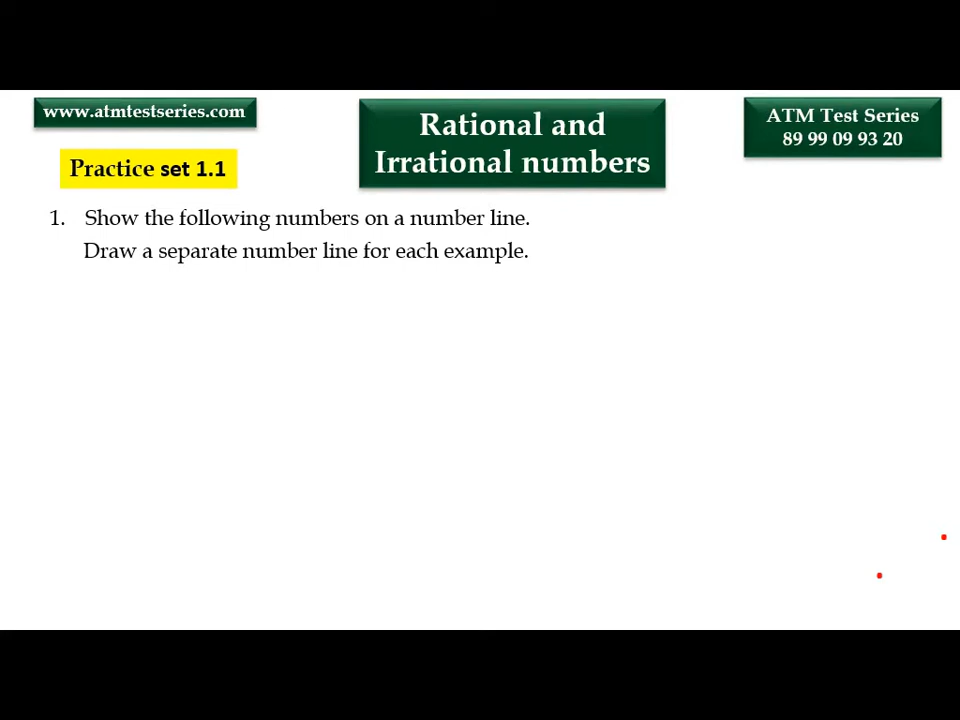 www.atmtestseries.com
Rational and
Irrational numbers
ATM Test Series
89 99 09 93 20
Practice set 1.1
1. Show the following numbers on a number line.
Draw a separate number line for each example.